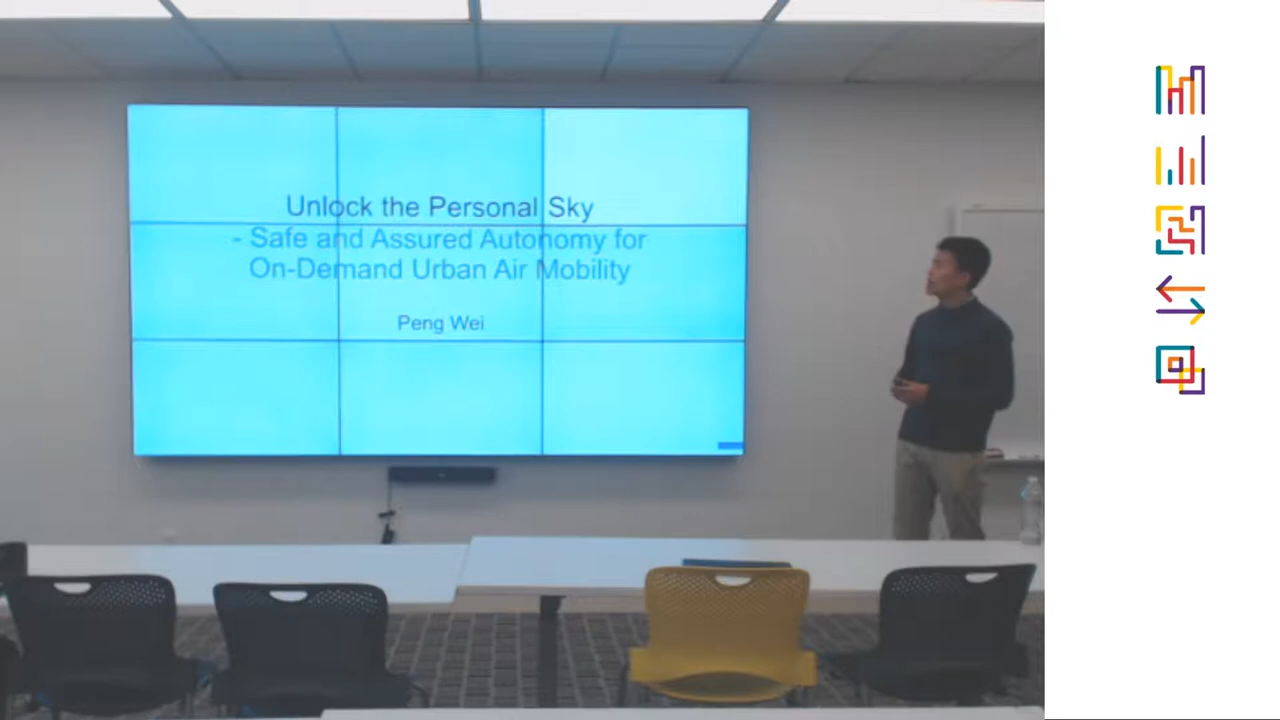 Unlock the Personal Sky
- Safe and Assured Autonomy for
On-Demand Urban Air Mobility
Peng Wei